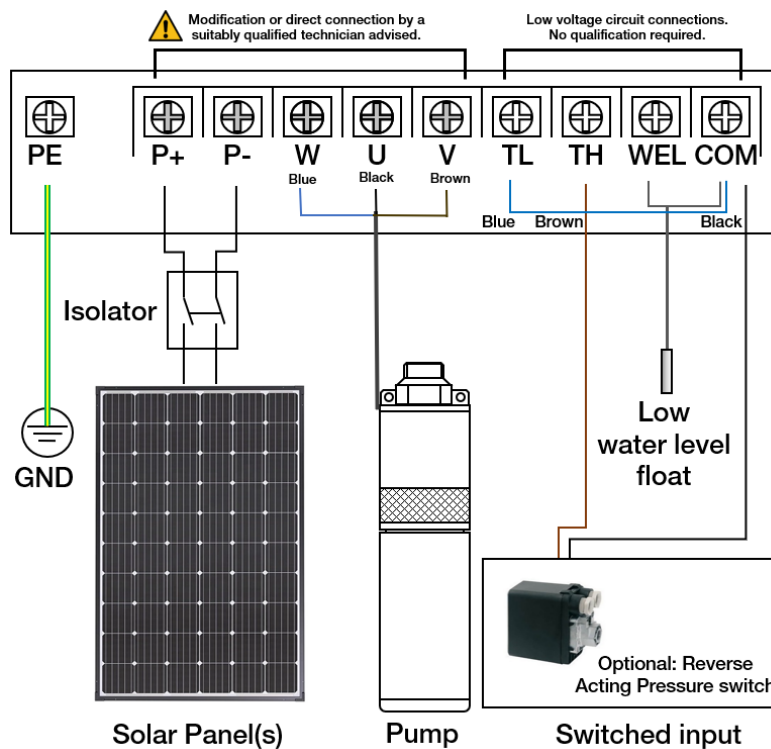 Modification or direct connection by a
suitably qualified technician advised.
Low voltage circuit connections.
No qualification required.
PE
P+
P-
W
U
V
TL
TH
WEL
COM
Blue
Black
Brown
Blue
Brown
Black
Isolator
GND
Low
water level
float
Optional: Reverse
Acting Pressure switch
Solar Panel(s)
Pump
Switched input